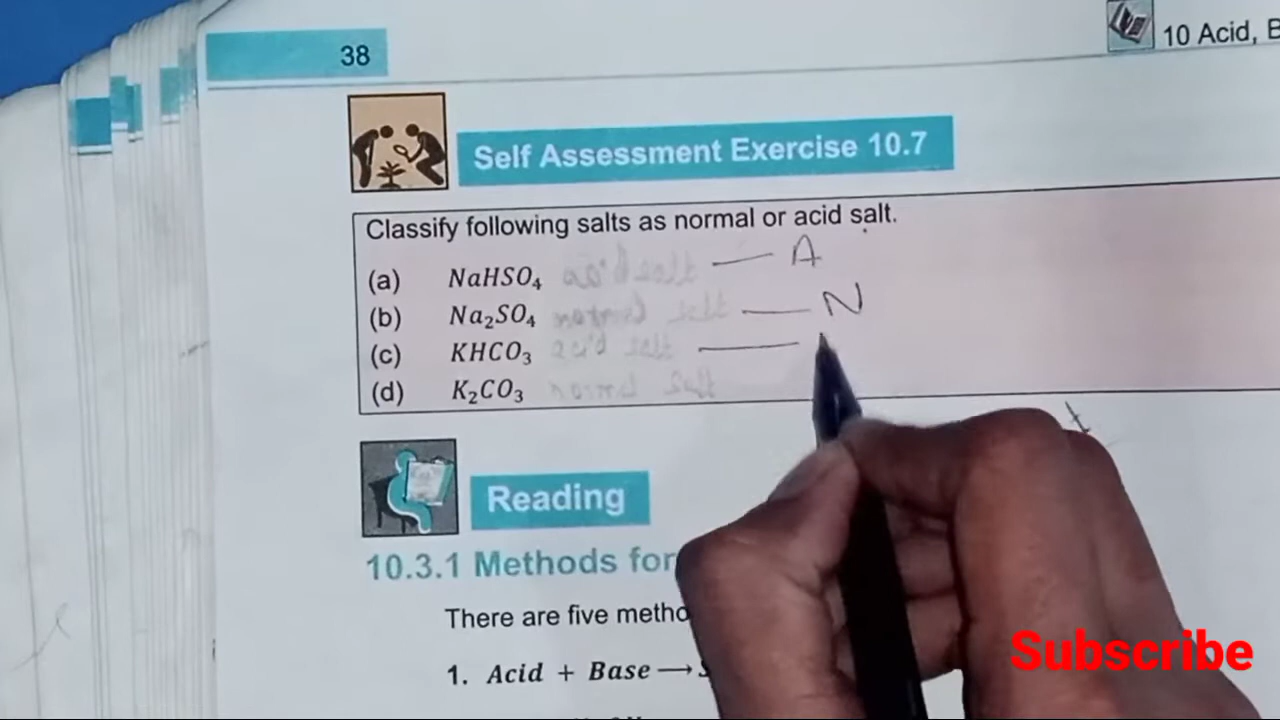 38
10 Acid, B
Self Assessment Exercise 10.7
Classify following salts as normal or acid salt.
(a) NaHSO₄ — A
(b) Na₂SO₄ — N
(c) KHCO₃ —
(d) K₂CO₃
Reading
10.3.1 Methods for
There are five metho
1. Acid + Base ⟶ S
Subscribe